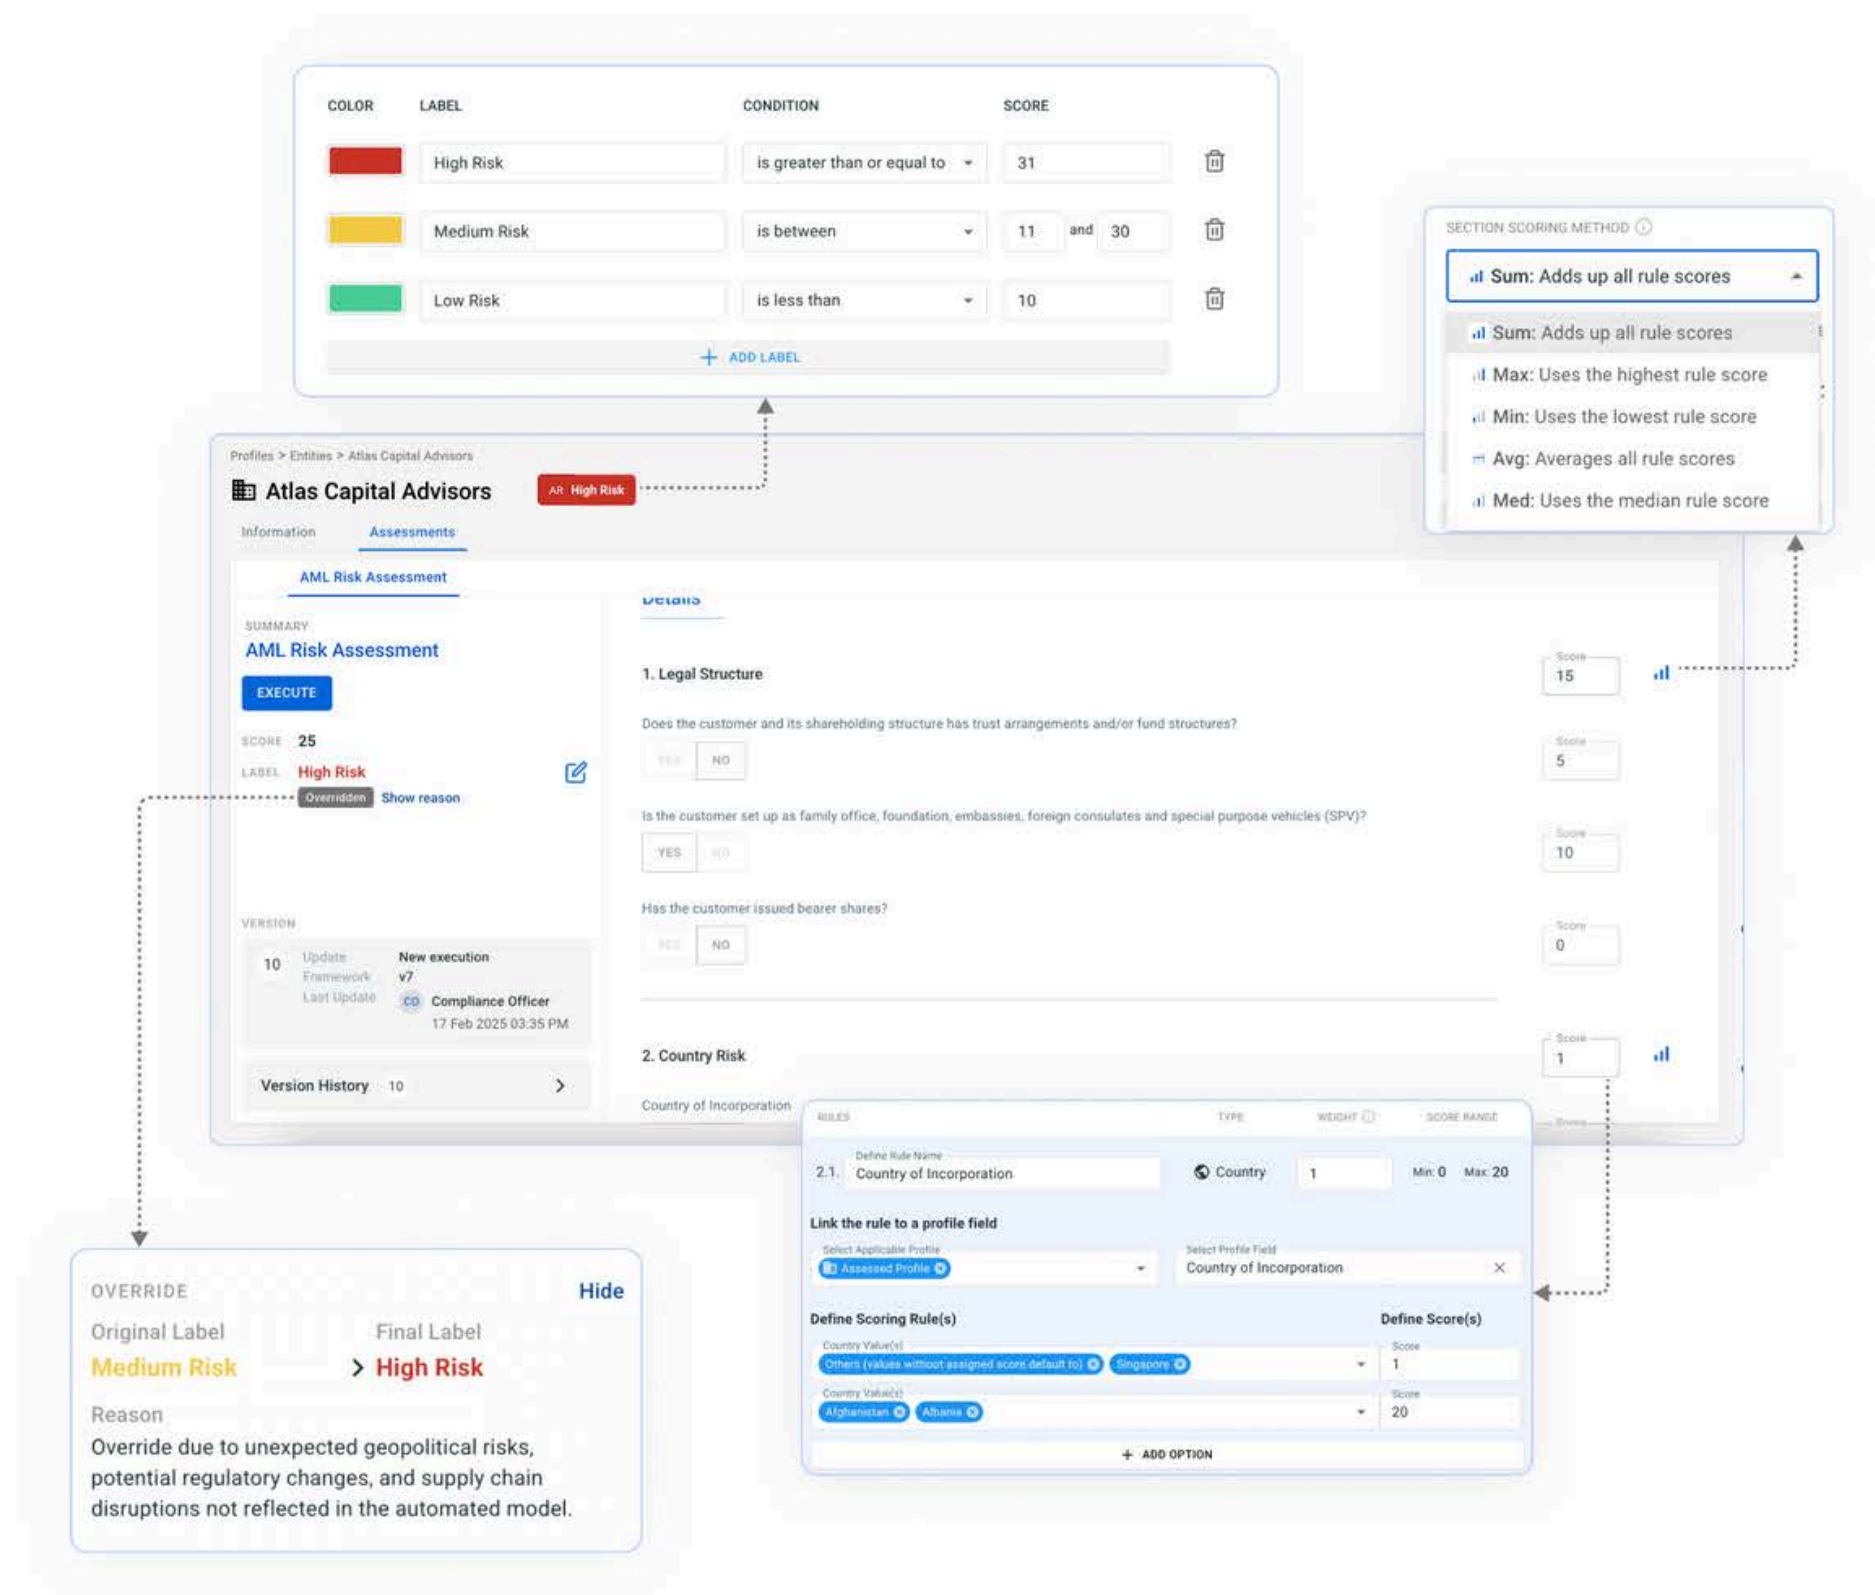 COLOR LABEL CONDITION SCORE
High Risk is greater than or equal to 31
Medium Risk is between 11 and 30
Low Risk is less than 10
+ ADD LABEL
SECTION SCORING METHOD
Sum: Adds up all rule scores
Sum: Adds up all rule scores
Max: Uses the highest rule score
Min: Uses the lowest rule score
Avg: Averages all rule scores
Med: Uses the median rule score
Profiles > Entities > Atlas Capital Advisors
Atlas Capital Advisors AR High Risk
Information Assessments
AML Risk Assessment
SUMMARY
AML Risk Assessment
EXECUTE
SCORE 25
LABEL High Risk
Overridden Show reason
VERSION
10 Update New execution
Framework v7
Last Update CO Compliance Officer
17 Feb 2025 03:35 PM
Version History 10
Details
1. Legal Structure Score 15
Does the customer and its shareholding structure has trust arrangements and/or fund structures?
YES NO Score 5
Is the customer set up as family office, foundation, embassies, foreign consulates and special purpose vehicles (SPV)?
YES NO Score 10
Has the customer issued bearer shares?
YES NO Score 0
2. Country Risk Score 1
Country of Incorporation Score
RULES TYPE WEIGHT SCORE RANGE
Define Rule Name
2.1. Country of Incorporation Country 1 Min: 0 Max: 20
Link the rule to a profile field
Select Applicable Profile Select Profile Field
Assessed Profile Country of Incorporation
Define Scoring Rule(s) Define Score(s)
Country Value(s) Score
Others (values without assigned score default to) Singapore 1
Country Value(s) Score
Afghanistan Albania 20
+ ADD OPTION
OVERRIDE Hide
Original Label Final Label
Medium Risk > High Risk
Reason
Override due to unexpected geopolitical risks,
potential regulatory changes, and supply chain
disruptions not reflected in the automated model.